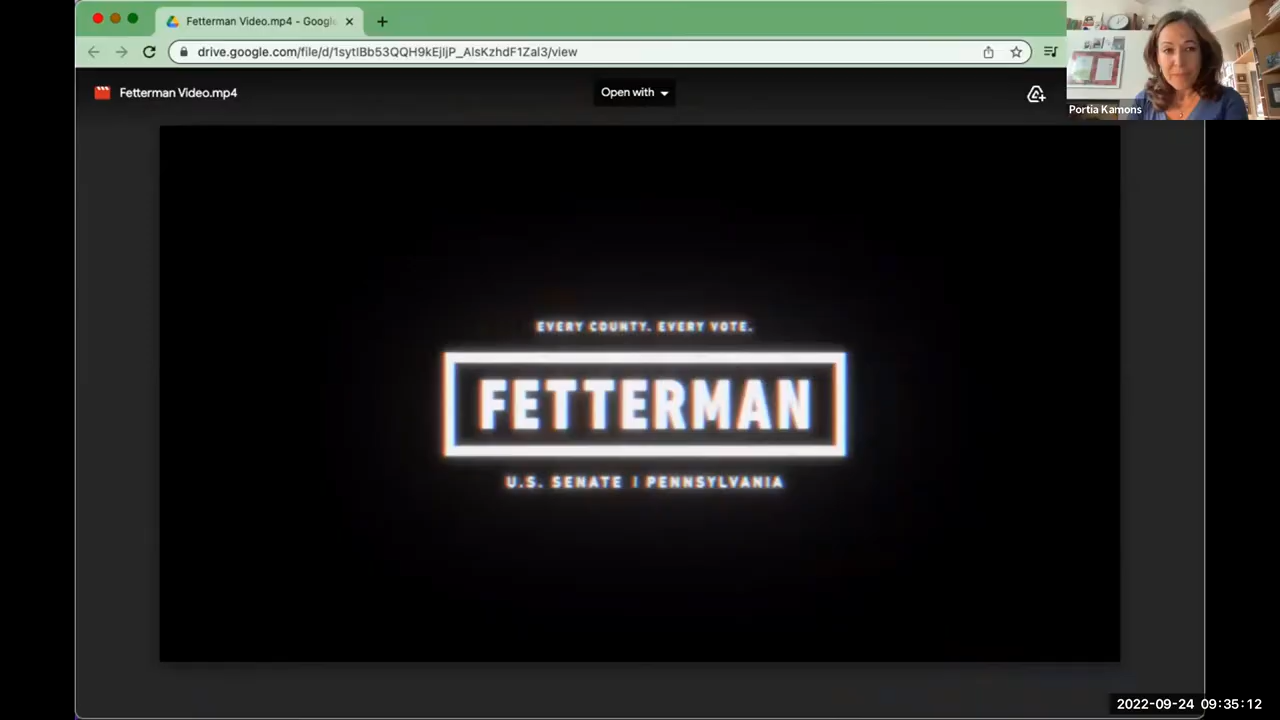 Fetterman Video.mp4 - Google
drive.google.com/file/d/1sytIBb53QQH9kEjIjP_AIsKzhdF1ZaI3/view
Fetterman Video.mp4
Open with
Portia Kamons
EVERY COUNTY. EVERY VOTE.
FETTERMAN
U.S. SENATE | PENNSYLVANIA
2022-09-24 09:35:12